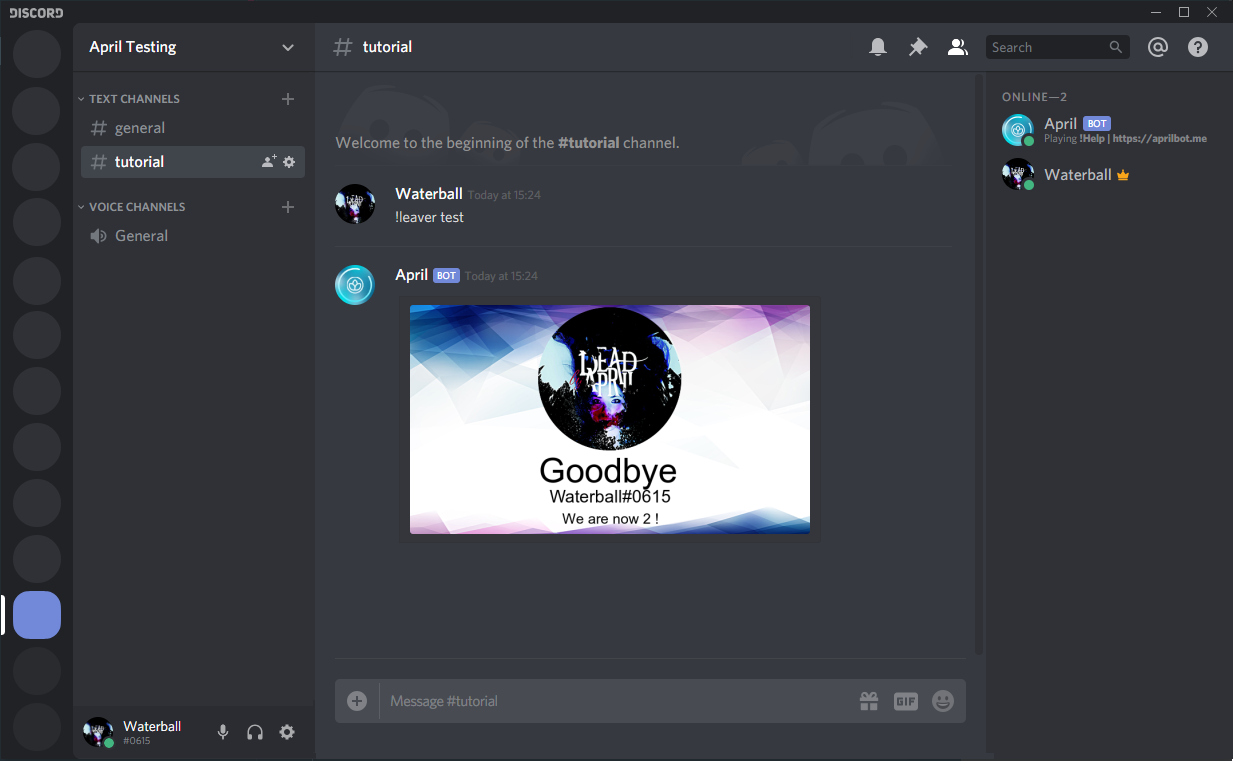 DISCORD
April Testing
TEXT CHANNELS
general
tutorial
VOICE CHANNELS
General
Waterball
#0615
# tutorial
Search
Welcome to the beginning of the #tutorial channel.
Waterball Today at 15:24
!leaver test
April BOT Today at 15:24
DEAD
APRIL
Goodbye
Waterball#0615
We are now 2 !
Message #tutorial
GIF
ONLINE—2
April BOT
Playing !Help | https://aprilbot.me
Waterball